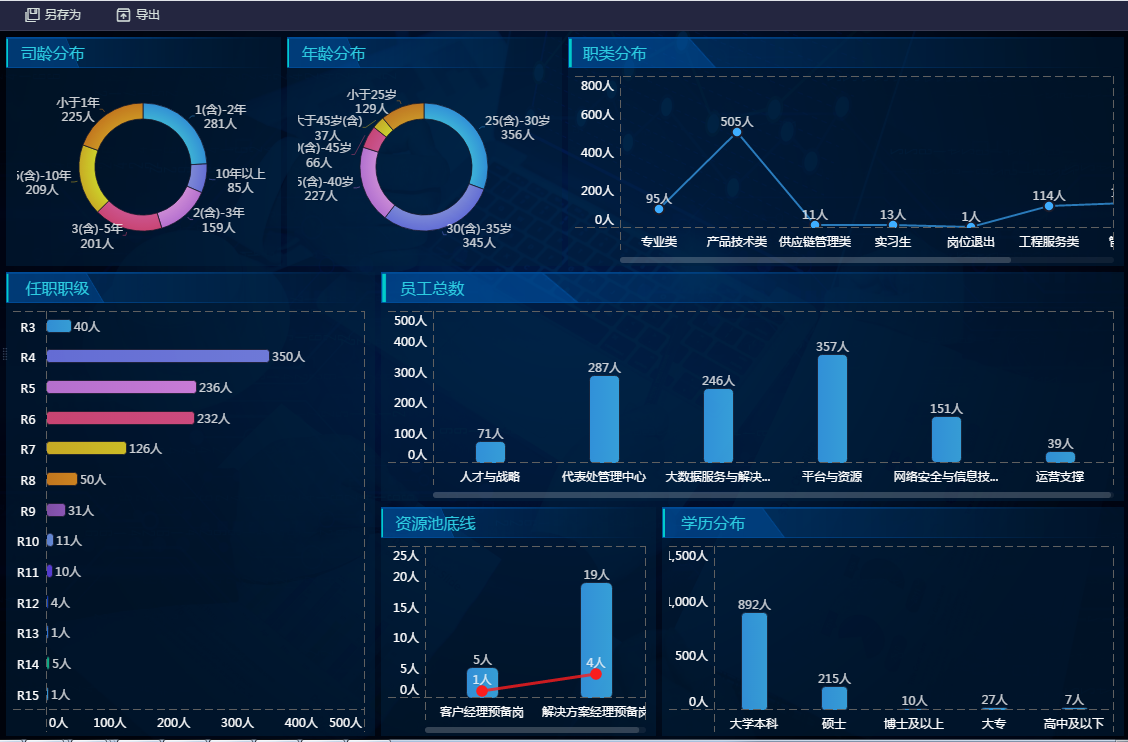 另存为 导出
司龄分布
小于1年
225人
1(含)-2年
281人
10年以上
85人
2(含)-3年
159人
3(含)-5年
201人
(含)-10年
209人
年龄分布
小于25岁
129人
大于45岁(含)
37人
(含)-45岁
66人
(含)-40岁
227人
25(含)-30岁
356人
30(含)-35岁
345人
职类分布
800人
600人
400人
200人
0人
95人
505人
11人
13人
1人
114人
专业类 产品技术类 供应链管理类 实习生 岗位退出 工程服务类
任职职级
R3 40人
R4 350人
R5 236人
R6 232人
R7 126人
R8 50人
R9 31人
R10 11人
R11 10人
R12 4人
R13 1人
R14 5人
R15 1人
0人 100人 200人 300人 400人 500人
员工总数
500人
400人
300人
200人
100人
0人
71人
287人
246人
357人
151人
39人
人才与战略 代表处管理中心 大数据服务与解决... 平台与资源 网络安全与信息技... 运营支撑
资源池底线
25人
20人
15人
10人
5人
0人
5人
1人
19人
4人
客户经理预备岗 解决方案经理预备岗
学历分布
1,500人
1,000人
500人
0人
892人
215人
10人
27人
7人
大学本科 硕士 博士及以上 大专 高中及以下